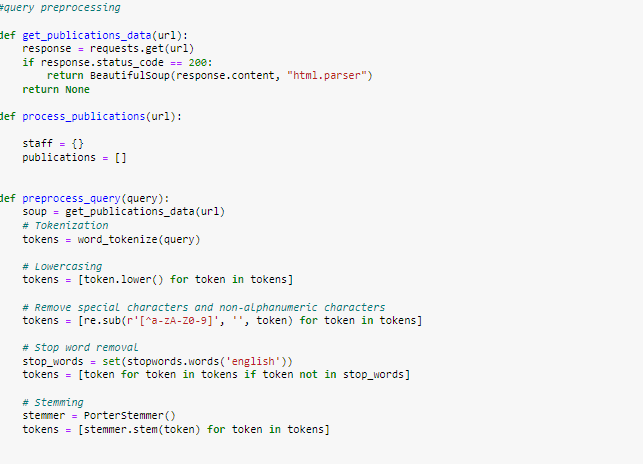 #query preprocessing
def get_publications_data(url):
    response = requests.get(url)
    if response.status_code == 200:
        return BeautifulSoup(response.content, "html.parser")
    return None
def process_publications(url):
    staff = {}
    publications = []
def preprocess_query(query):
    soup = get_publications_data(url)
    # Tokenization
    tokens = word_tokenize(query)
    # Lowercasing
    tokens = [token.lower() for token in tokens]
    # Remove special characters and non-alphanumeric characters
    tokens = [re.sub(r'[^a-zA-Z0-9]', '', token) for token in tokens]
    # Stop word removal
    stop_words = set(stopwords.words('english'))
    tokens = [token for token in tokens if token not in stop_words]
    # Stemming
    stemmer = PorterStemmer()
    tokens = [stemmer.stem(token) for token in tokens]